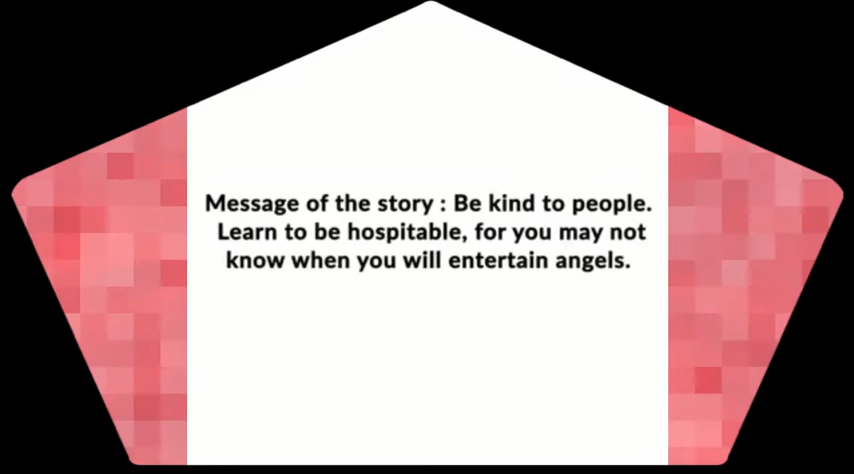 Message of the story : Be kind to people.
Learn to be hospitable, for you may not
know when you will entertain angels.